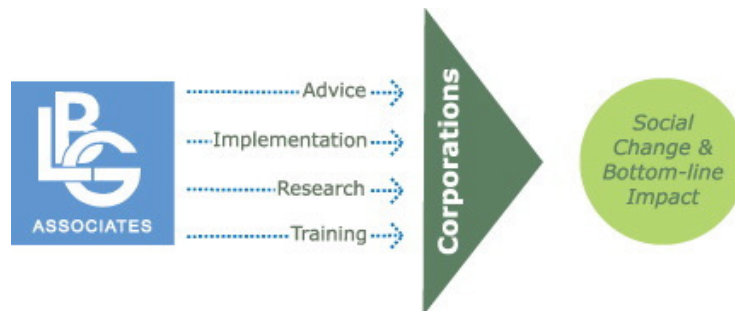 LBG
ASSOCIATES
Advice
Implementation
Research
Training
Corporations
Social
Change &
Bottom-line
Impact